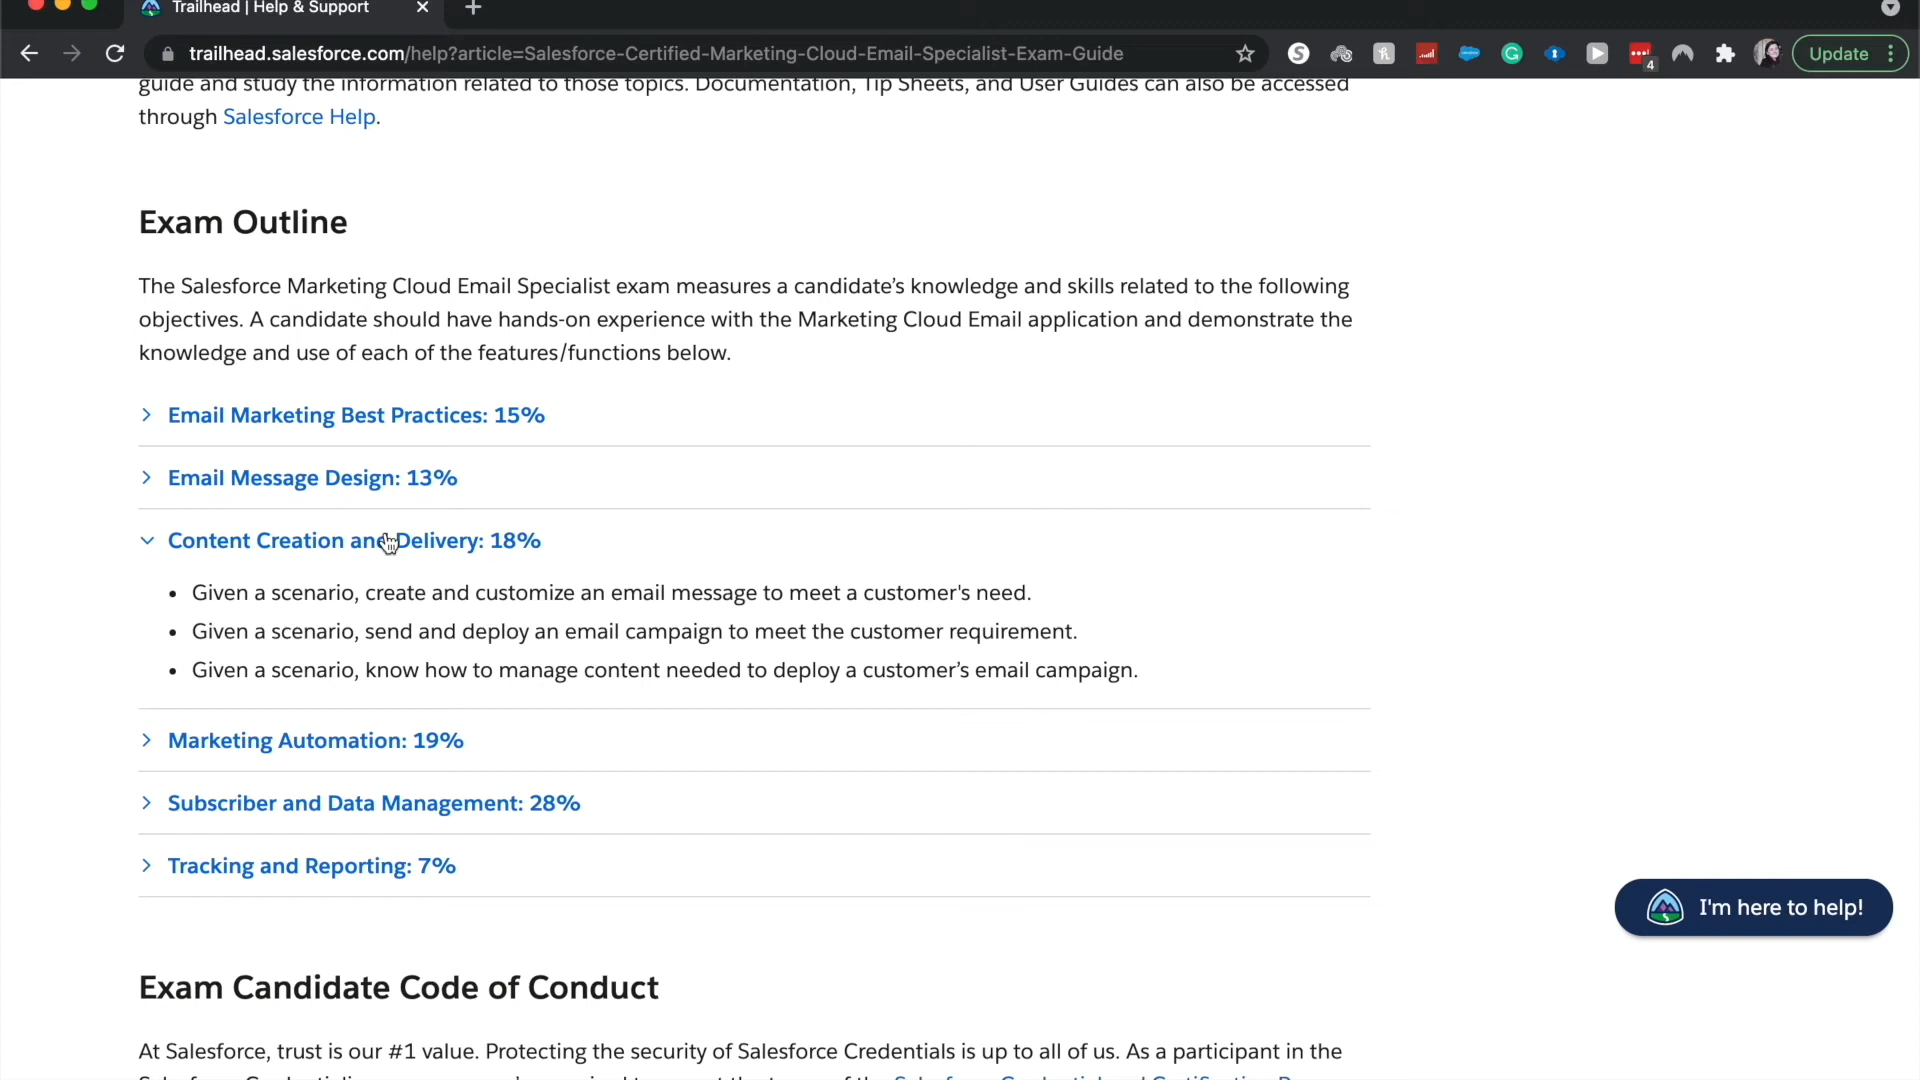 Trailhead | Help & Support
trailhead.salesforce.com/help?article=Salesforce-Certified-Marketing-Cloud-Email-Specialist-Exam-Guide
4
Update
guide and study the information related to those topics. Documentation, Tip Sheets, and User Guides can also be accessed
through Salesforce Help.
Exam Outline
The Salesforce Marketing Cloud Email Specialist exam measures a candidate’s knowledge and skills related to the following
objectives. A candidate should have hands-on experience with the Marketing Cloud Email application and demonstrate the
knowledge and use of each of the features/functions below.
Email Marketing Best Practices: 15%
Email Message Design: 13%
Content Creation and Delivery: 18%
• Given a scenario, create and customize an email message to meet a customer's need.
• Given a scenario, send and deploy an email campaign to meet the customer requirement.
• Given a scenario, know how to manage content needed to deploy a customer’s email campaign.
Marketing Automation: 19%
Subscriber and Data Management: 28%
Tracking and Reporting: 7%
I'm here to help!
Exam Candidate Code of Conduct
At Salesforce, trust is our #1 value. Protecting the security of Salesforce Credentials is up to all of us. As a participant in the